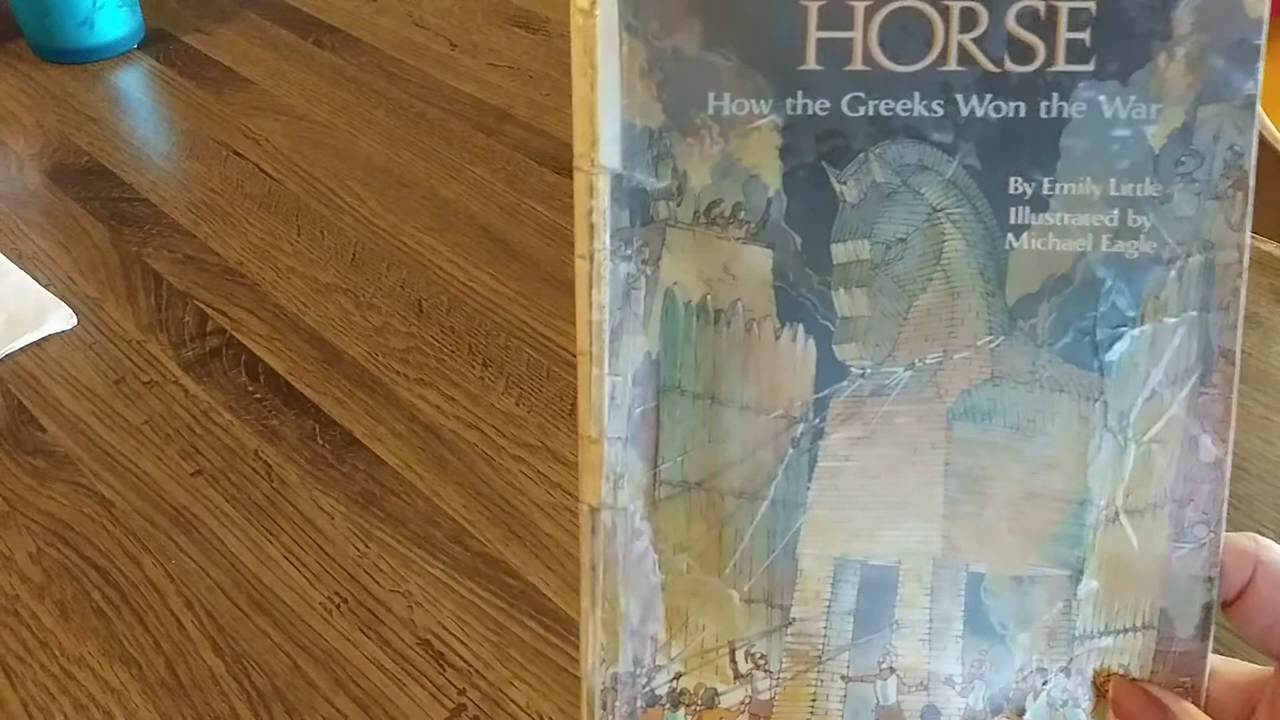 HORSE
How the Greeks Won the War
By Emily Little
Illustrated by
Michael Eagle